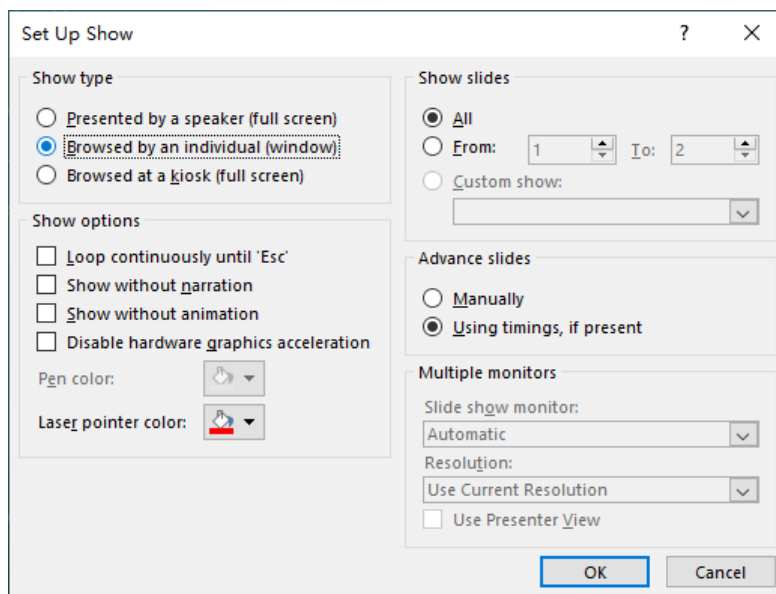 Set Up Show
Show type
Presented by a speaker (full screen)
Browsed by an individual (window)
Browsed at a kiosk (full screen)
Show options
Loop continuously until 'Esc'
Show without narration
Show without animation
Disable hardware graphics acceleration
Pen color:
Laser pointer color:
Show slides
All
From: 1 To: 2
Custom show:
Advance slides
Manually
Using timings, if present
Multiple monitors
Slide show monitor:
Automatic
Resolution:
Use Current Resolution
Use Presenter View
OK Cancel